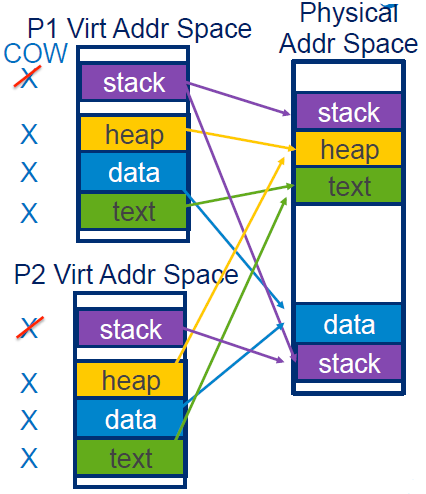 P1 Virt Addr Space
COW
X stack
X heap
X data
X text
P2 Virt Addr Space
X stack
X heap
X data
X text
Physical
Addr Space
stack
heap
text
data
stack